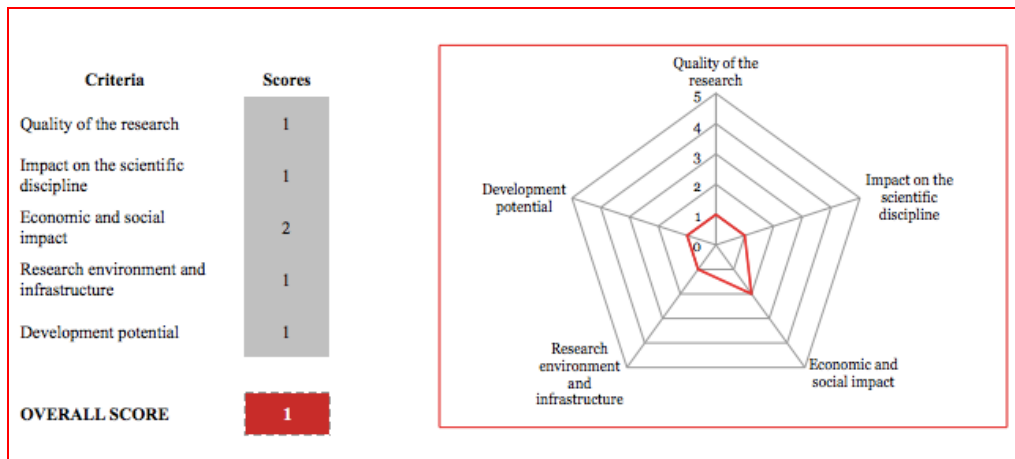 Criteria Scores
Quality of the research 1
Impact on the scientific
discipline 1
Economic and social
impact 2
Research environment and
infrastructure 1
Development potential 1
OVERALL SCORE 1
Quality of the
research
5
4
3
2
1
0
Impact on the
scientific
discipline
Economic and
social impact
Research
environment
and
infrastructure
Development
potential